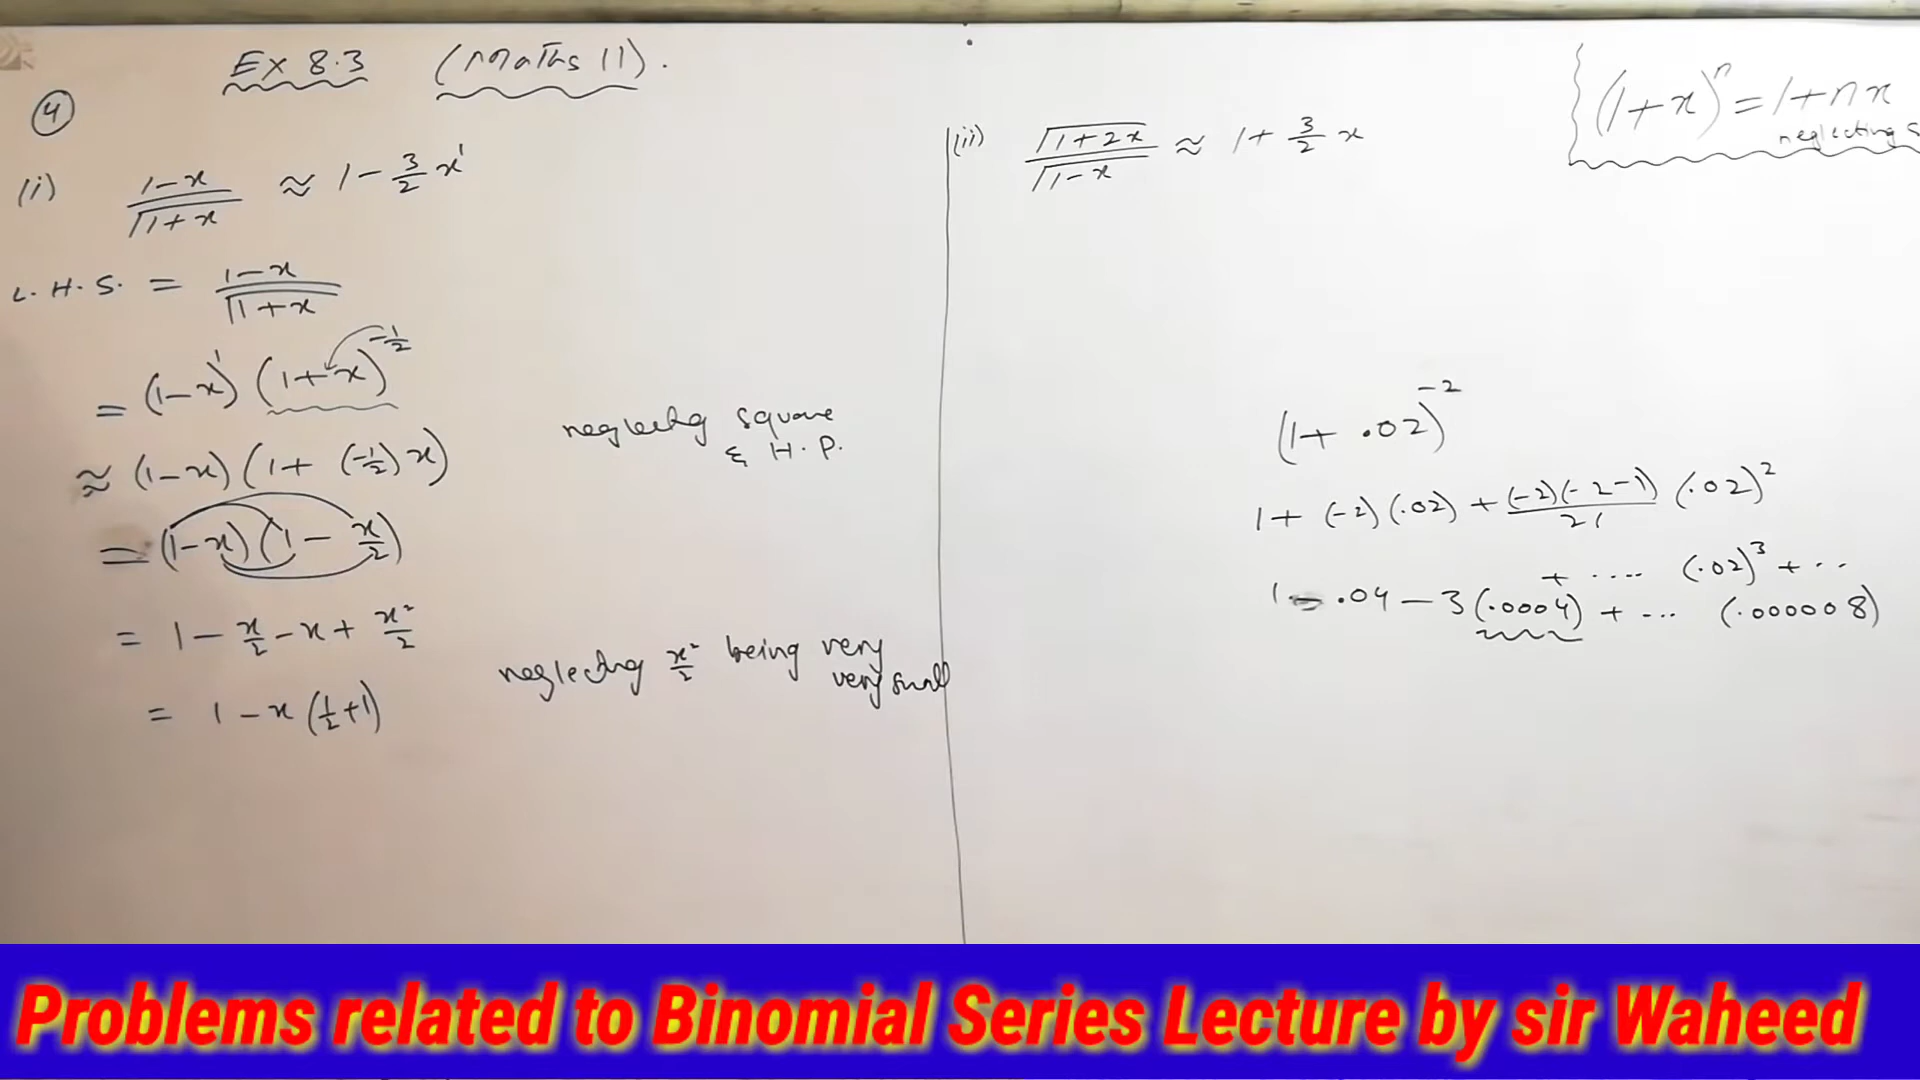 Ex 8.3 (Maths 11).
4
(i) (1-x)/√(1+x) ≈ 1 - 3/2 x¹
L.H.S. = (1-x)/√(1+x)
= (1-x)¹ (1+x)^(-1/2)
≈ (1-x)(1+ (-1/2)x)
neglectig square
& H.P.
= (1-x)(1 - x/2)
= 1 - x/2 - x + x²/2
neglecting x²/2 being very
very small
= 1 - x(1/2+1)
(ii) √(1+2x)/√(1-x) ≈ 1+ 3/2 x
(1+x)^n = 1+nx
neglecting s
(1+ .02)^-2
1+ (-2)(.02) + (-2)(-2-1)/2! (.02)²
+ .... (.02)³ + ..
1 - .04 - 3(.0004) + ... (.000008)
Problems related to Binomial Series Lecture by sir Waheed